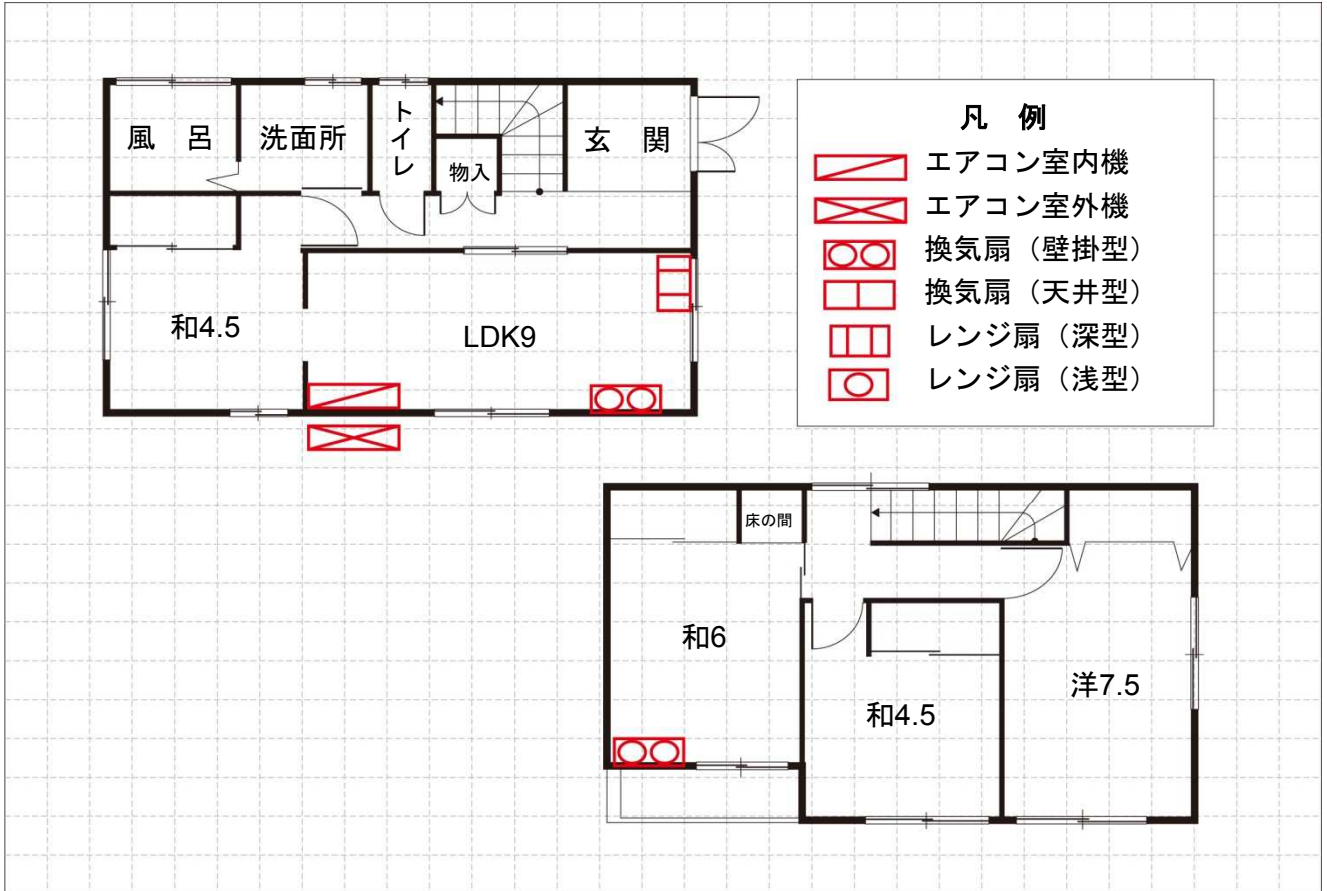 風　呂
洗面所
トイレ
物入
玄　関
和4.5
LDK9
凡　例
エアコン室内機
エアコン室外機
換気扇（壁掛型）
換気扇（天井型）
レンジ扇（深型）
レンジ扇（浅型）
床の間
和6
和4.5
洋7.5